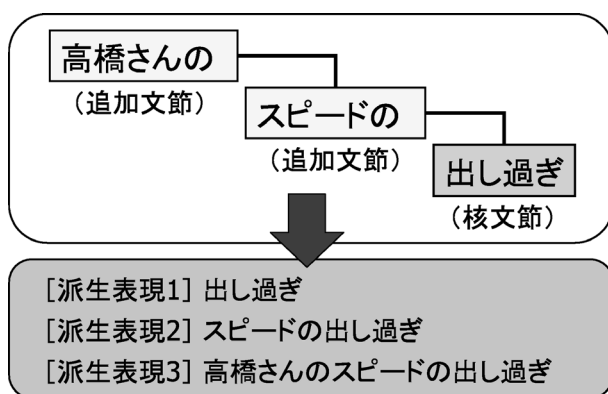 高橋さんの
（追加文節）
スピードの
（追加文節）
出し過ぎ
（核文節）
[派生表現1] 出し過ぎ
[派生表現2] スピードの出し過ぎ
[派生表現3] 高橋さんのスピードの出し過ぎ